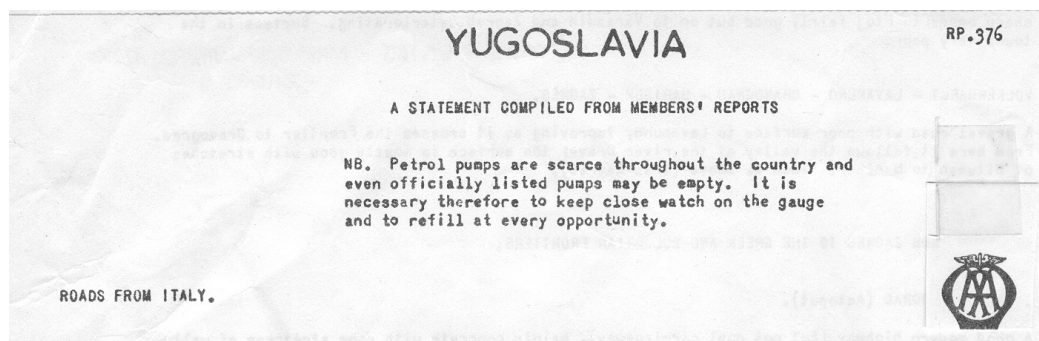 YUGOSLAVIA
RP.376
A STATEMENT COMPILED FROM MEMBERS' REPORTS
NB. Petrol pumps are scarce throughout the country and
even officially listed pumps may be empty. It is
necessary therefore to keep close watch on the gauge
and to refill at every opportunity.
AA
ROADS FROM ITALY.